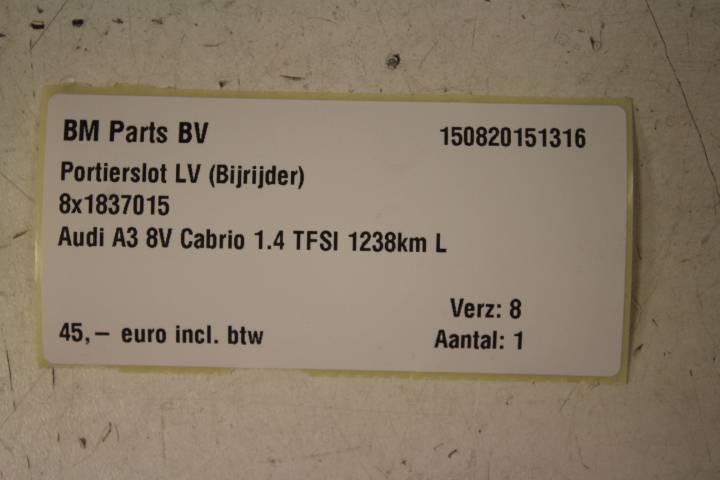 BM Parts BV 150820151316
Portierslot LV (Bijrijder)
8x1837015
Audi A3 8V Cabrio 1.4 TFSI 1238km L
Verz: 8
45,– euro incl. btw Aantal: 1